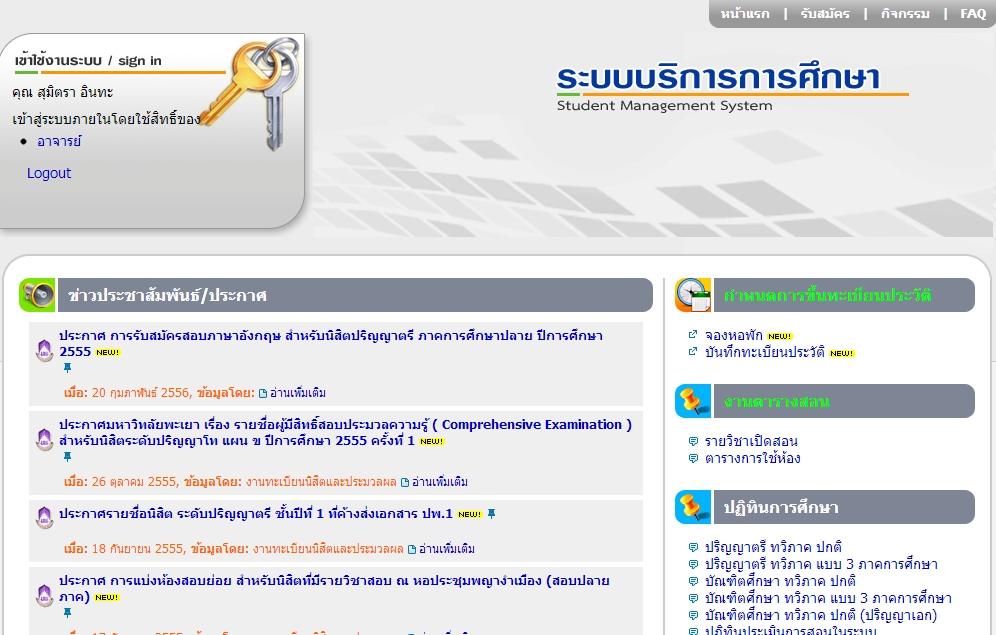 หน้าแรก | รับสมัคร | กิจกรรม | FAQ
เข้าใช้งานระบบ / sign in
คุณ สุมิตรา อินทะ
เข้าสู่ระบบภายในโดยใช้สิทธิ์ของ
อาจารย์
Logout
ระบบบริการการศึกษา
Student Management System
ข่าวประชาสัมพันธ์/ประกาศ
ประกาศ การรับสมัครสอบภาษาอังกฤษ สำหรับนิสิตปริญญาตรี ภาคการศึกษาปลาย ปีการศึกษา
2555 NEW!
เมื่อ: 20 กุมภาพันธ์ 2556, ข้อมูลโดย: อ่านเพิ่มเติม
ประกาศมหาวิทลัยพะเยา เรื่อง รายชื่อผู้มีสิทธิ์สอบประมวลความรู้ ( Comprehensive Examination )
สำหรับนิสิตระดับปริญญาโท แผน ข ปีการศึกษา 2555 ครั้งที่ 1 NEW!
เมื่อ: 26 ตุลาคม 2555, ข้อมูลโดย: งานทะเบียนนิสิตและประมวลผล อ่านเพิ่มเติม
ประกาศรายชื่อนิสิต ระดับปริญญาตรี ชั้นปีที่ 1 ที่ค้างส่งเอกสาร ปพ.1 NEW!
เมื่อ: 18 กันยายน 2555, ข้อมูลโดย: งานทะเบียนนิสิตและประมวลผล อ่านเพิ่มเติม
ประกาศ การแบ่งห้องสอบย่อย สำหรับนิสิตที่มีรายวิชาสอบ ณ หอประชุมพญางำเมือง (สอบปลาย
ภาค) NEW!
กำหนดการขึ้นทะเบียนประวัติ
จองหอพัก NEW!
บันทึกทะเบียนประวัติ NEW!
งานตารางสอน
รายวิชาเปิดสอน
ตารางการใช้ห้อง
ปฏิทินการศึกษา
ปริญญาตรี ทวิภาค ปกติ
ปริญญาตรี ทวิภาค แบบ 3 ภาคการศึกษา
บัณฑิตศึกษา ทวิภาค ปกติ
บัณฑิตศึกษา ทวิภาค แบบ 3 ภาคการศึกษา
บัณฑิตศึกษา ทวิภาค ปกติ (ปริญญาเอก)
ปฏิทินประเมินการสอนในระบบ